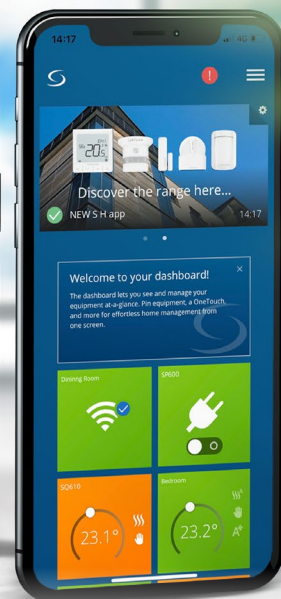 14:17
4G
20.5
Discover the range here...
NEW S H app
14:17
Welcome to your dashboard!
The dashboard lets you see and manage your
equipment at-a-glance. Pin equipment, a OneTouch,
and more for effortless home management from
one screen.
Dinning Room
SP600
SQ610
Bedroom
23.1°
23.2°
A